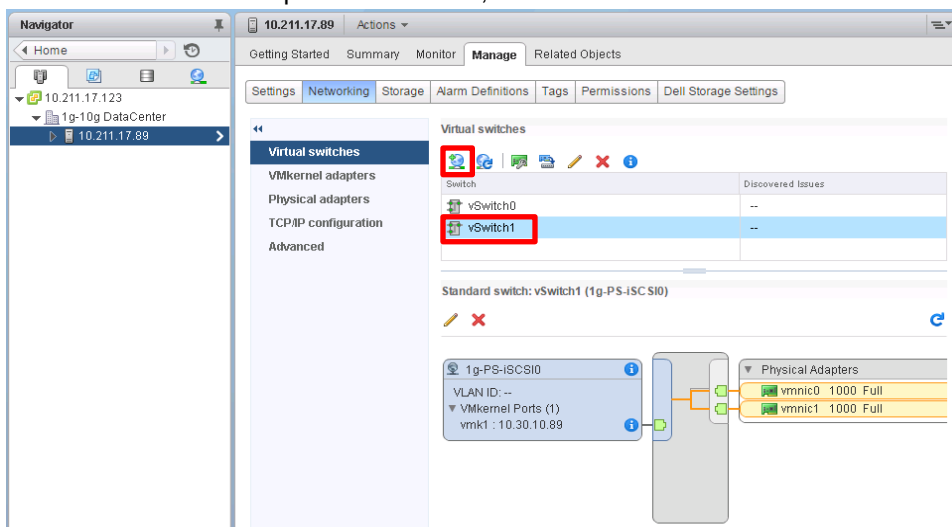 Navigator
10.211.17.89 Actions
Home
Getting Started Summary Monitor Manage Related Objects
Settings Networking Storage Alarm Definitions Tags Permissions Dell Storage Settings
10.211.17.123
1g-10g DataCenter
10.211.17.89
Virtual switches
VMkernel adapters
Physical adapters
TCP/IP configuration
Advanced
Virtual switches
Switch Discovered Issues
vSwitch0 --
vSwitch1 --
Standard switch: vSwitch1 (1g-PS-iSCSI0)
1g-PS-iSCSI0
VLAN ID: --
VMkernel Ports (1)
vmk1 : 10.30.10.89
Physical Adapters
vmnic0 1000 Full
vmnic1 1000 Full